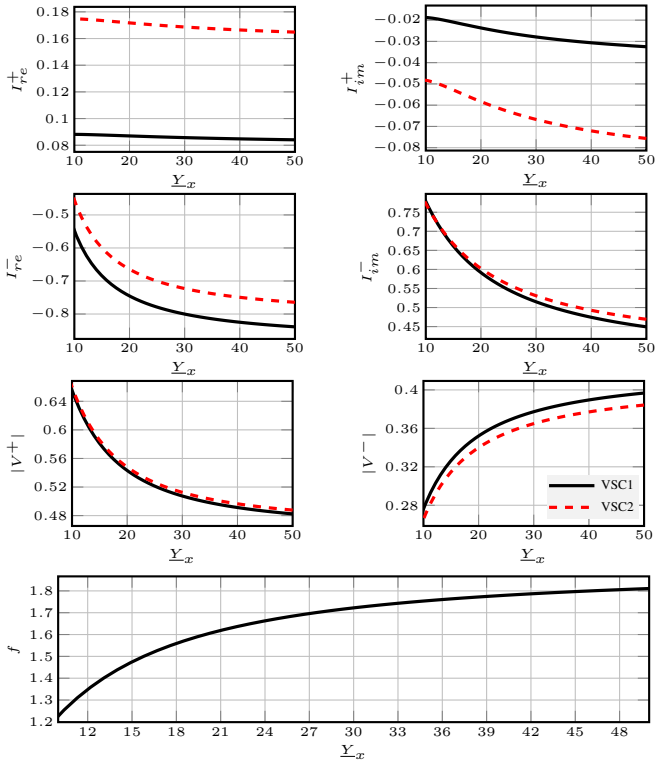 0.18
0.16
0.14
0.12
0.1
0.08
I⁺re
10 20 30 40 50
Y_x
−0.02
−0.03
−0.04
−0.05
−0.06
−0.07
−0.08
I⁺im
10 20 30 40 50
Y_x
−0.5
−0.6
−0.7
−0.8
I⁻re
10 20 30 40 50
Y_x
0.75
0.7
0.65
0.6
0.55
0.5
0.45
I⁻im
10 20 30 40 50
Y_x
0.64
0.6
0.56
0.52
0.48
|V⁺|
10 20 30 40 50
Y_x
0.4
0.36
0.32
0.28
|V⁻|
VSC1
VSC2
10 20 30 40 50
Y_x
1.8
1.7
1.6
1.5
1.4
1.3
1.2
f
12 15 18 21 24 27 30 33 36 39 42 45 48
Y_x